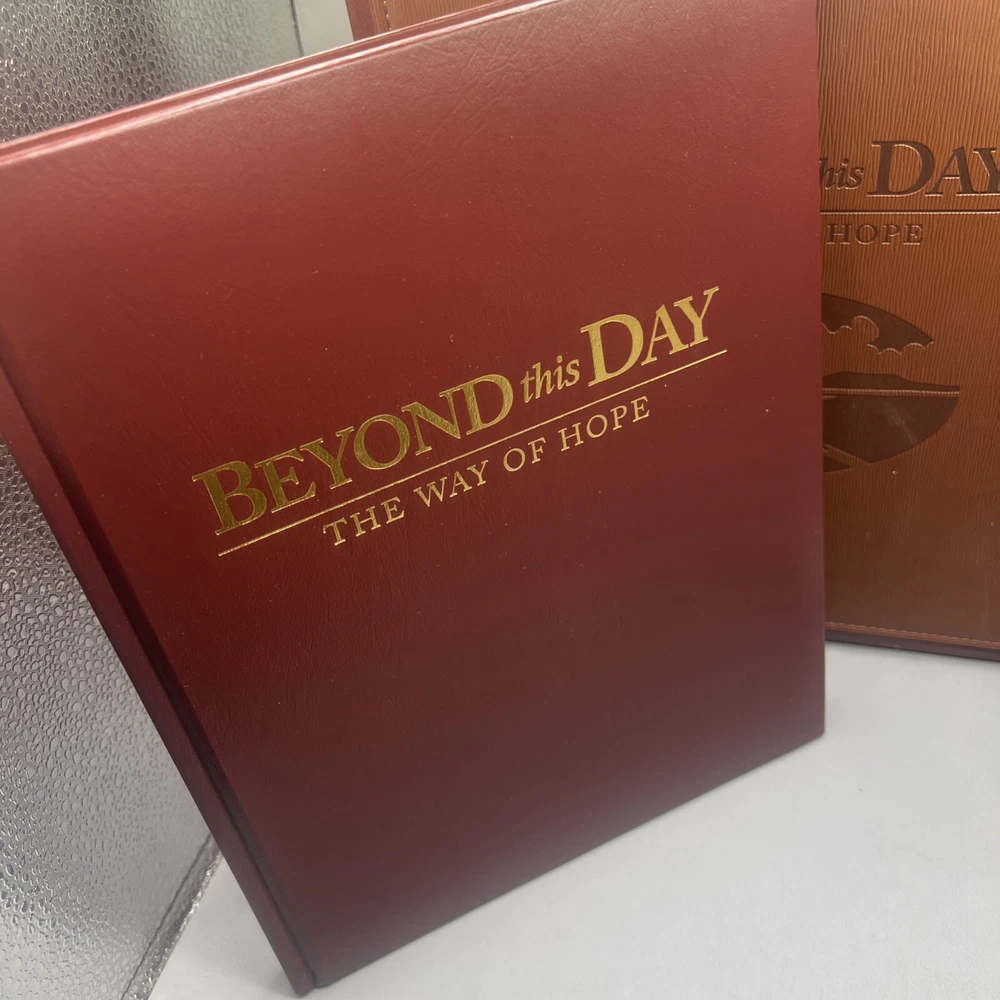 BEYOND this DAY
THE WAY OF HOPE
this DAY
HOPE